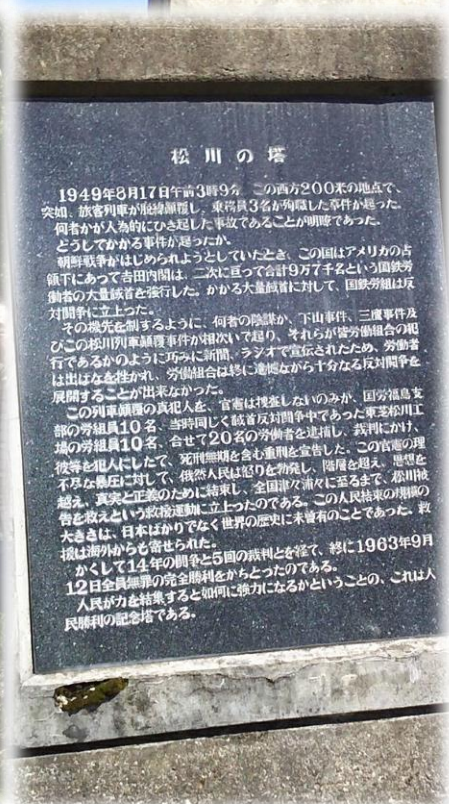 松川の塔
1949年8月17日午前3時9分、この西方200米の地点で、
突如、旅客列車が脱線顛覆し、乗務員3名が殉職した事件が起った。
何者かが人為的にひき起した事故であることが明瞭であった。
どうしてかかる事件が起ったか。
朝鮮戦争がはじめられようとしていたとき、この国はアメリカの占
領下にあって吉田内閣は、二次に亘って合計9万7千名という国鉄労
働者の大量馘首を強行した。かかる大量馘首に対して、国鉄労組は反
対闘争に立上った。
その機先を制するように、何者の陰謀か、下山事件、三鷹事件及
びこの松川列車顛覆事件が相次いで起り、それらが皆労働組合の犯
行であるかのように巧みに新聞、ラジオで宣伝されたため、労働者
は出はなを挫かれ、労働組合は終に遺憾ながら十分なる反対闘争を
展開することが出来なかった。
この列車顛覆の真犯人を、官憲は捜査しないのみか、国労福島支
部の労組員10名、当時同じく馘首反対闘争中であった東芝松川工
場の労組員10名、合せて20名の労働者を逮捕し、裁判にかけ、
彼等を犯人にしたて、死刑無期を含む重刑を宣告した。この官憲の理
不尽な暴圧に対して、俄然人民は怒りを勃発し、階層を超え、思想を
越え、真実と正義のために結束し、全国津々浦々に至るまで、松川被
告を救えという救援運動に立上ったのである。この人民結束の規模の
大きさは、日本ばかりでなく世界の歴史に未曾有のことであった。救
援は海外からも寄せられた。
かくして14年の闘争と5回の裁判とを経て、終に1963年9月
12日全員無罪の完全勝利をかちとったのである。
人民が力を結集すると如何に強力になるかということの、これは人
民勝利の記念塔である。